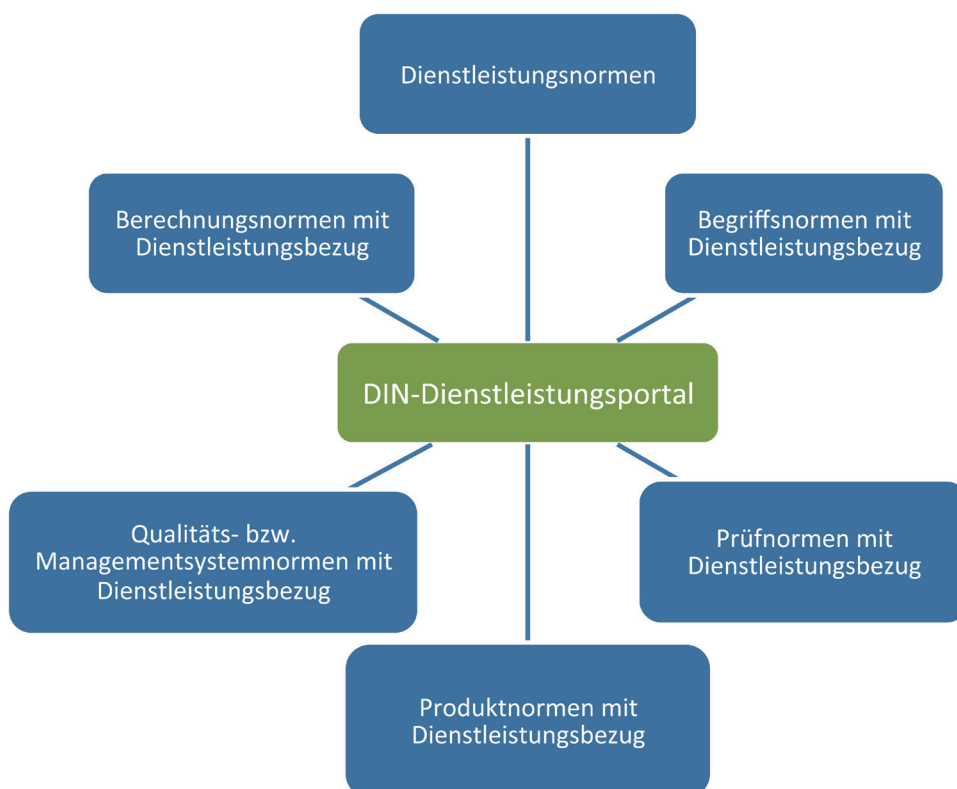 Dienstleistungsnormen
Berechnungsnormen mit
Dienstleistungsbezug
Begriffsnormen mit
Dienstleistungsbezug
DIN-Dienstleistungsportal
Qualitäts- bzw.
Managementsystemnormen mit
Dienstleistungsbezug
Prüfnormen mit
Dienstleistungsbezug
Produktnormen mit
Dienstleistungsbezug